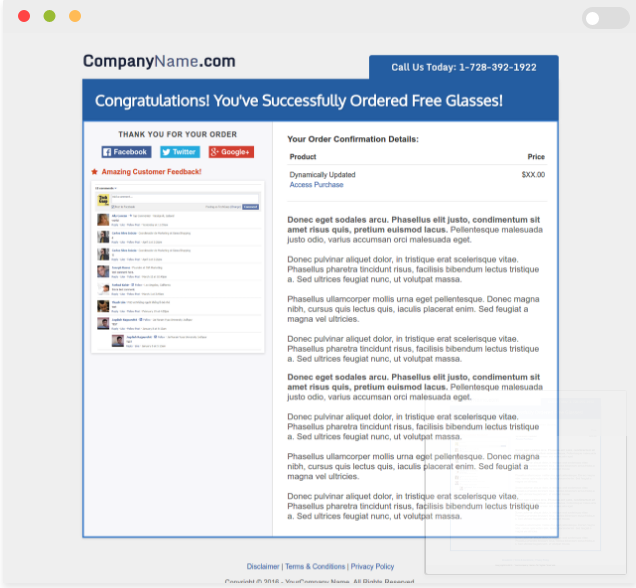 CompanyName.com
Call Us Today: 1-728-392-1922
Congratulations! You've Successfully Ordered Free Glasses!
THANK YOU FOR YOUR ORDER
Facebook
Twitter
Google+
Amazing Customer Feedback!
Your Order Confirmation Details:
Product Price
Dynamically Updated $XX.00
Access Purchase
Donec eget sodales arcu. Phasellus elit justo, condimentum sit
amet risus quis, pretium euismod lacus. Pellentesque malesuada
justo odio, varius accumsan orci malesuada eget.
Donec pulvinar aliquet dolor, in tristique erat scelerisque vitae.
Phasellus pharetra tincidunt risus, facilisis bibendum lectus tristique
a. Sed ultrices feugiat nunc, ut volutpat massa.
Phasellus ullamcorper mollis urna eget pellentesque. Donec magna
nibh, cursus quis lectus quis, iaculis placerat enim. Sed feugiat a
magna vel ultricies.
Donec pulvinar aliquet dolor, in tristique erat scelerisque vitae.
Phasellus pharetra tincidunt risus, facilisis bibendum lectus tristique
a. Sed ultrices feugiat nunc, ut volutpat massa.
Donec eget sodales arcu. Phasellus elit justo, condimentum sit
amet risus quis, pretium euismod lacus. Pellentesque malesuada
justo odio, varius accumsan orci malesuada eget.
Donec pulvinar aliquet dolor, in tristique erat scelerisque vitae.
Phasellus pharetra tincidunt risus, facilisis bibendum lectus tristique
a. Sed ultrices feugiat nunc, ut volutpat massa.
Phasellus ullamcorper mollis urna eget pellentesque. Donec magna
nibh, cursus quis lectus quis, iaculis placerat enim. Sed feugiat a
magna vel ultricies.
Donec pulvinar aliquet dolor, in tristique erat scelerisque vitae.
Phasellus pharetra tincidunt risus, facilisis bibendum lectus tristique
a. Sed ultrices feugiat nunc, ut volutpat massa.
Disclaimer | Terms & Conditions | Privacy Policy
Copyright © 2016 - YourCompany Name. All Rights Reserved